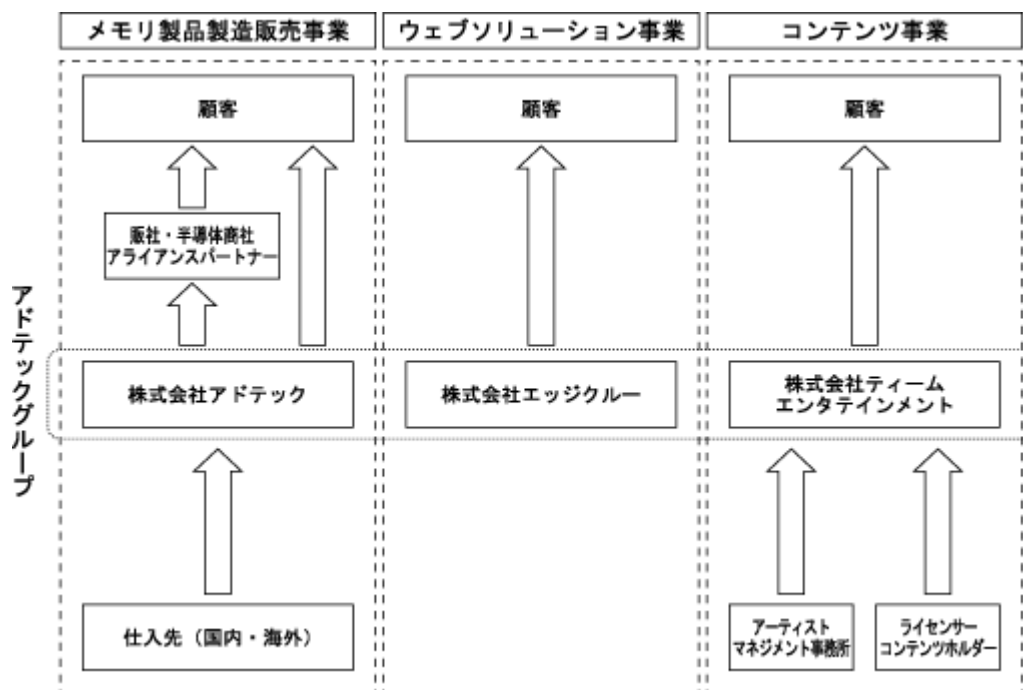 メモリ製品製造販売事業
ウェブソリューション事業
コンテンツ事業
顧客
顧客
顧客
販社・半導体商社
アライアンスパートナー
アドテックグループ
株式会社アドテック
株式会社エッジクルー
株式会社ティーム
エンタテインメント
仕入先（国内・海外）
アーティスト
マネジメント事務所
ライセンサー
コンテンツホルダー